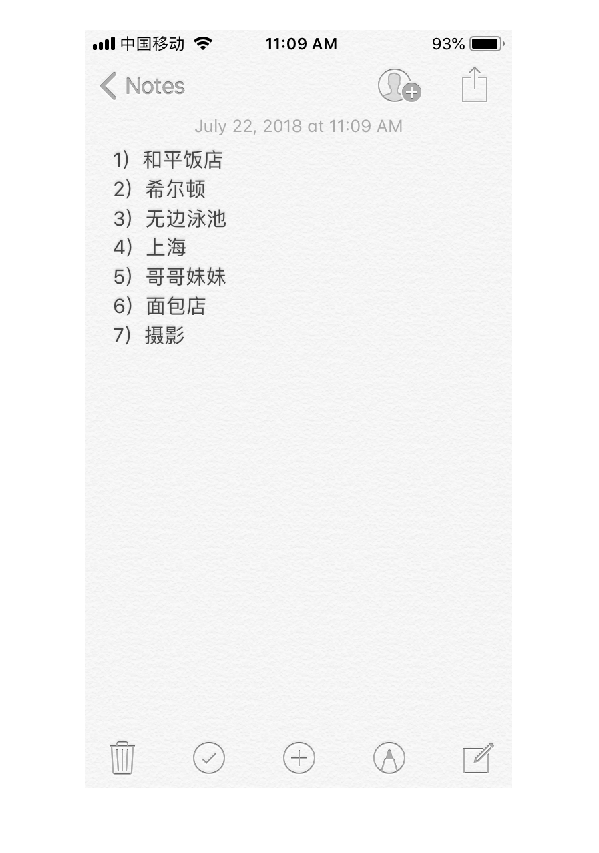 中国移动 11:09 AM 93%
Notes
July 22, 2018 at 11:09 AM
1）和平饭店
2）希尔顿
3）无边泳池
4）上海
5）哥哥妹妹
6）面包店
7）摄影